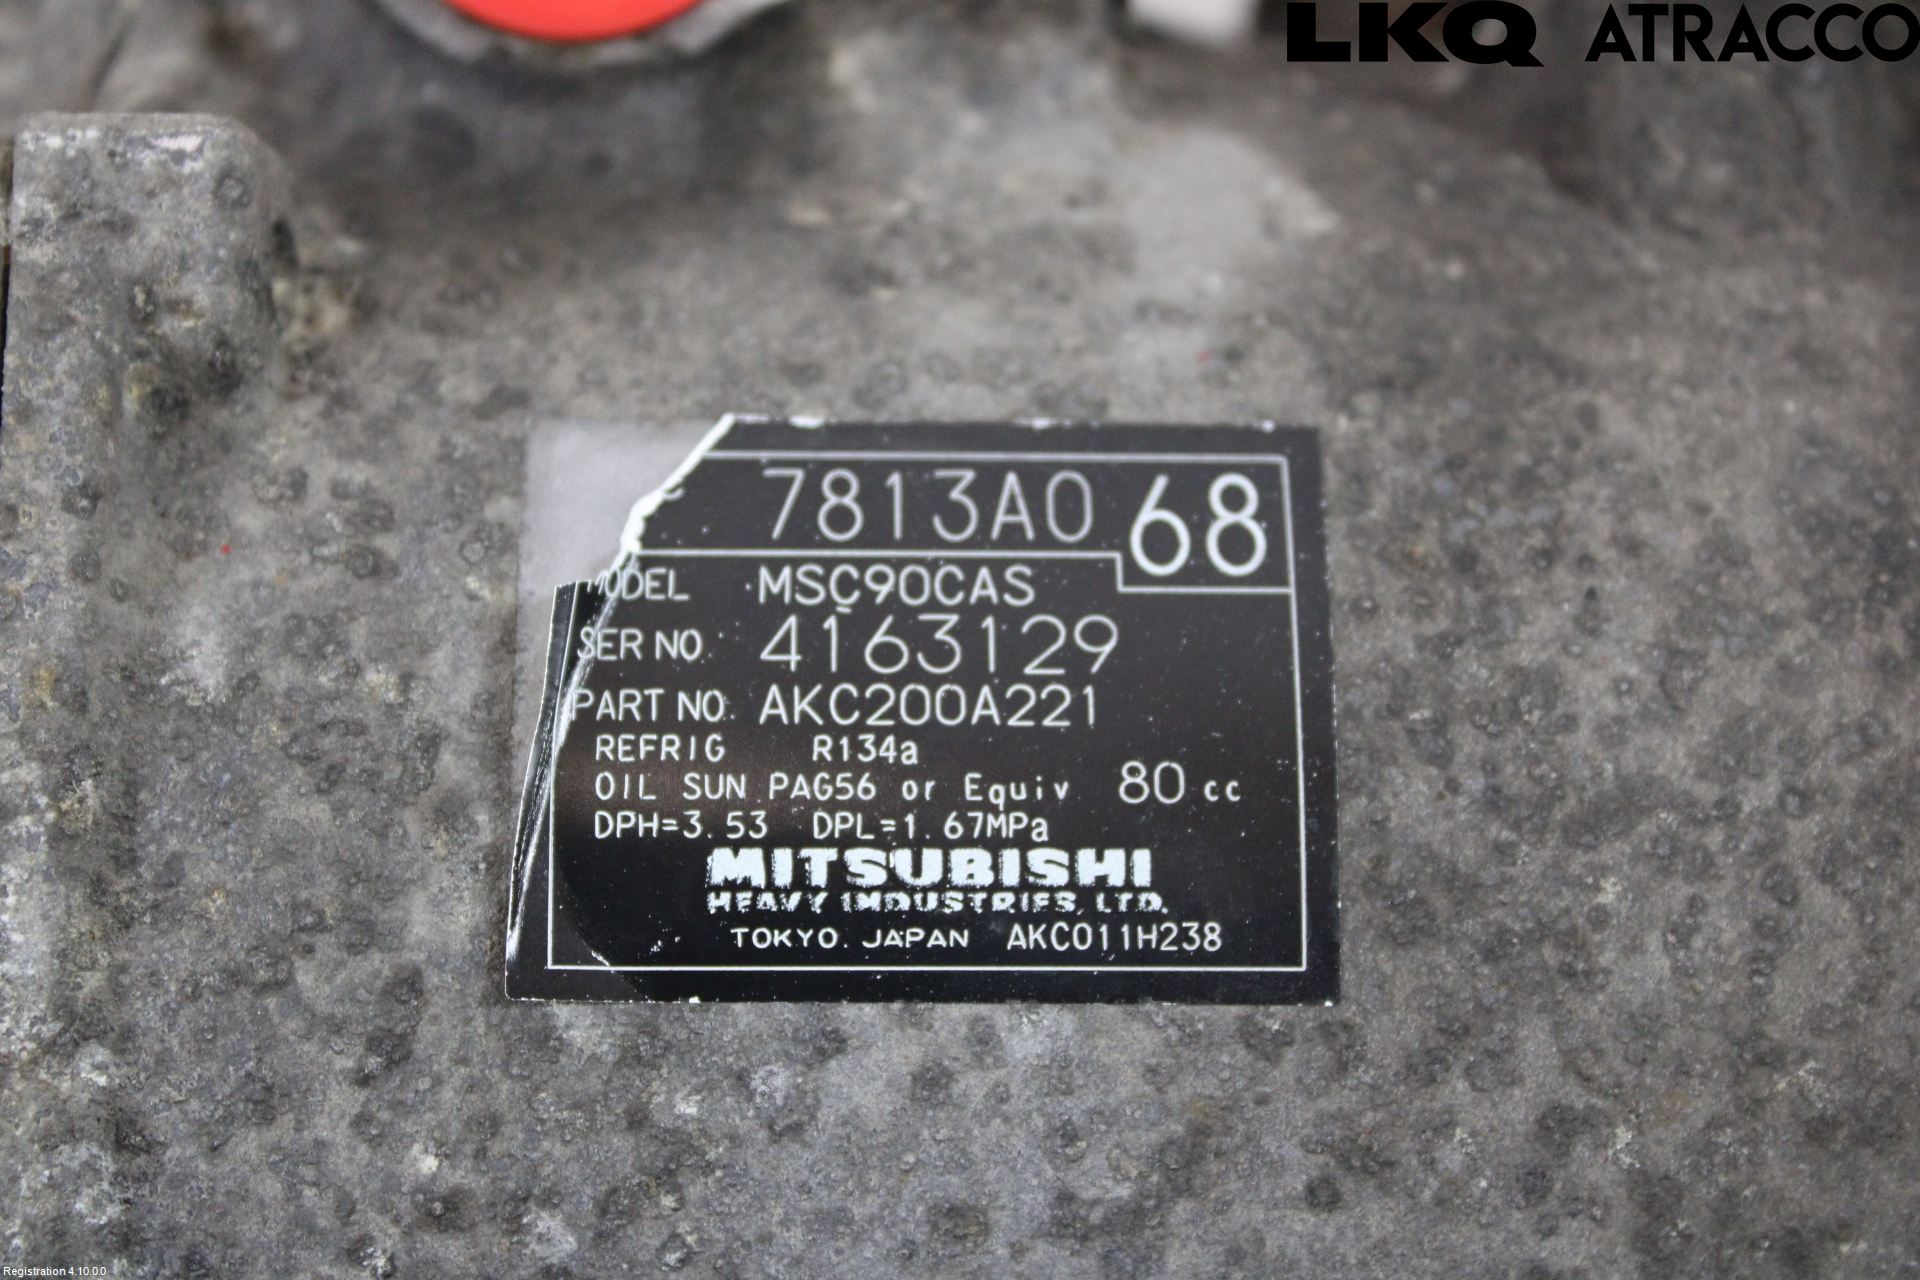 LKQ ATRACCO
7813A0 68
MODEL MSC90CAS
SER NO. 4163129
PART NO. AKC200A221
REFRIG R134a
OIL SUN PAG56 or Equiv 80 cc
DPH=3.53 DPL=1.67MPa
MITSUBISHI
HEAVY INDUSTRIES, LTD.
TOKYO. JAPAN AKC011H238
Registration 4.10.0.0